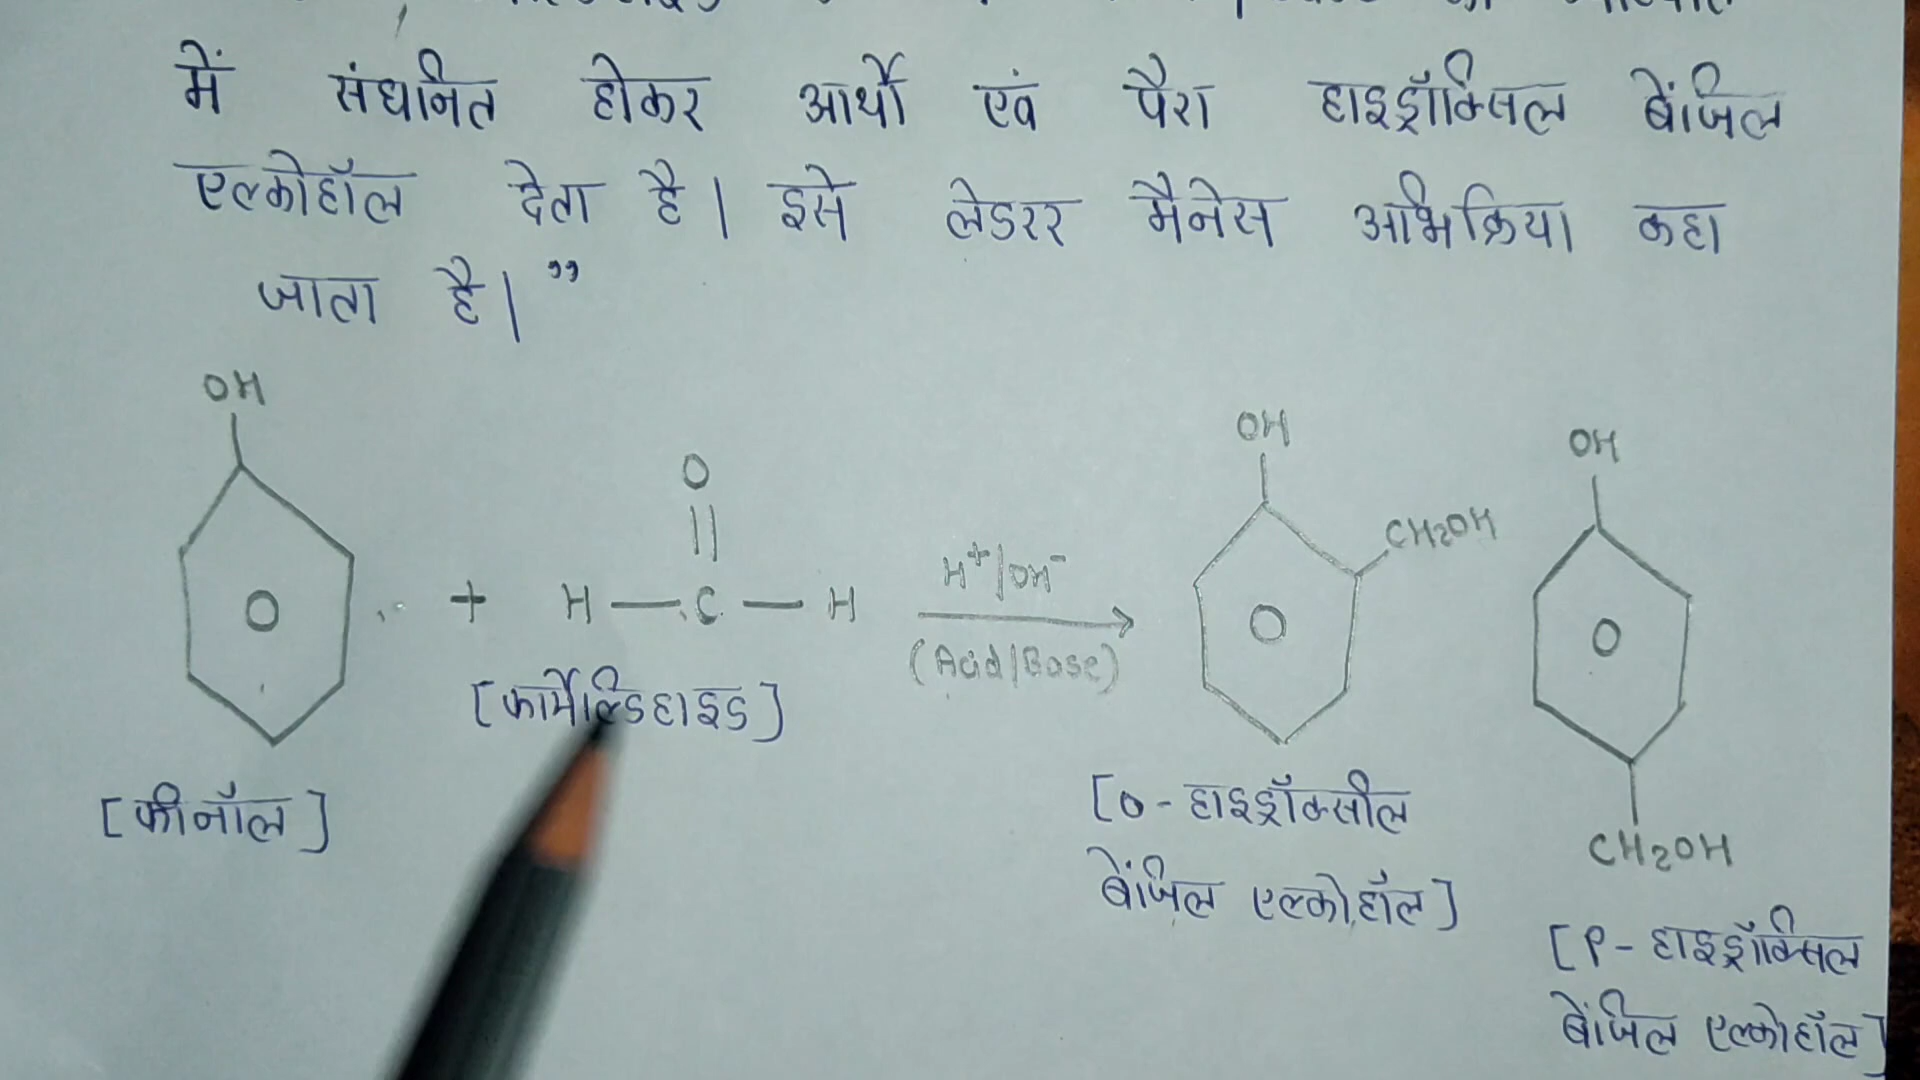 में संघनित होकर आर्थो एवं पैरा हाइड्रॉक्सिल बेंजिल
एल्कोहॉल देता है। इसे लेडरर मैनेस अभिक्रिया कहा
जाता है।”
OH
O
+
O
||
H — C — H
H⁺/OH⁻
(Acid/Base)
OH
CH2OH
O
OH
O
CH2OH
[फीनॉल]
[फार्मेल्डिहाइड]
[o - हाइड्रॉक्सील
बेंजिल एल्कोहॉल]
[P - हाइड्रॉक्सिल
बेंजिल एल्कोहॉल]